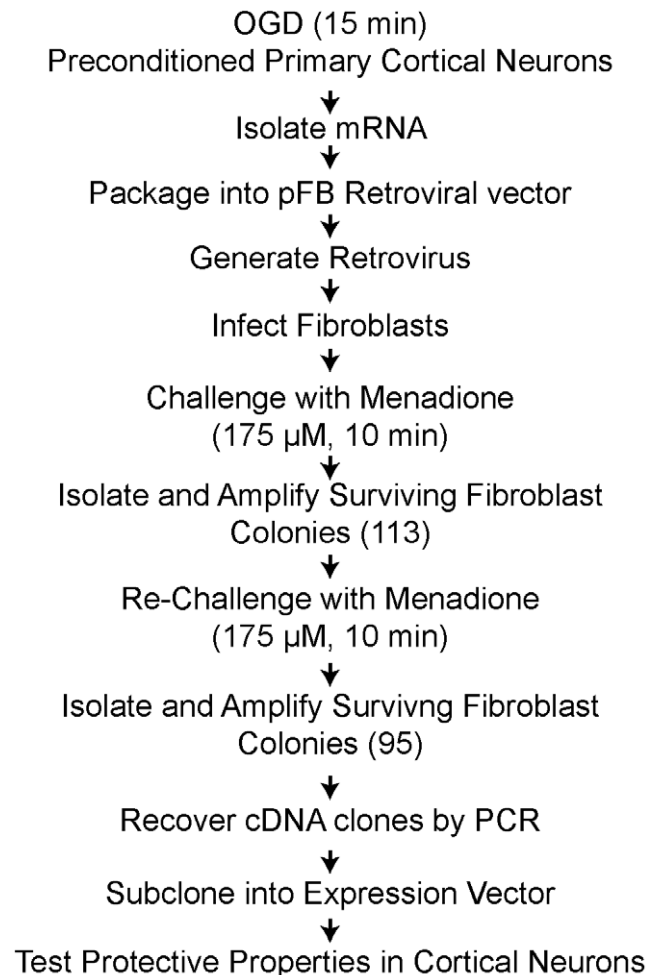 OGD (15 min)
Preconditioned Primary Cortical Neurons
Isolate mRNA
Package into pFB Retroviral vector
Generate Retrovirus
Infect Fibroblasts
Challenge with Menadione
(175 µM, 10 min)
Isolate and Amplify Surviving Fibroblast
Colonies (113)
Re-Challenge with Menadione
(175 µM, 10 min)
Isolate and Amplify Survivng Fibroblast
Colonies (95)
Recover cDNA clones by PCR
Subclone into Expression Vector
Test Protective Properties in Cortical Neurons